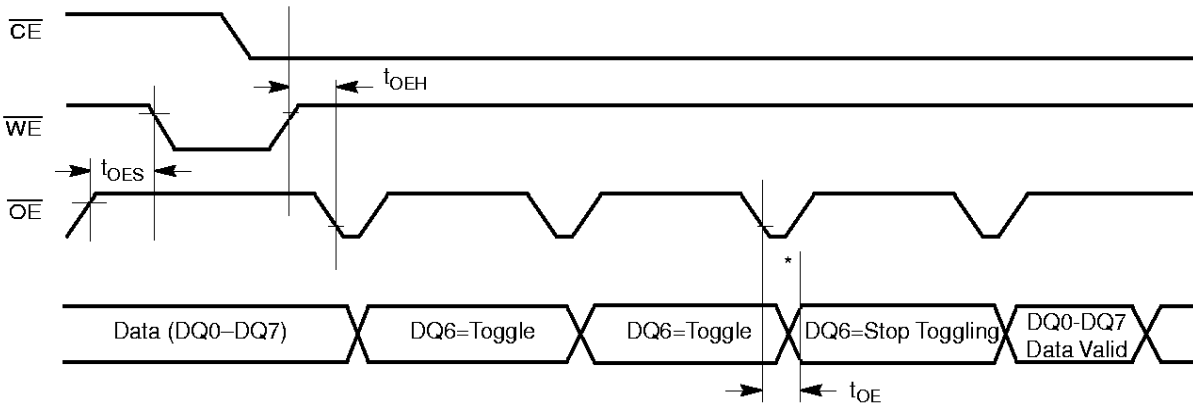 CE
tOEH
WE
tOES
OE
*
Data (DQ0–DQ7)
DQ6=Toggle
DQ6=Toggle
DQ6=Stop Toggling
DQ0-DQ7
Data Valid
tOE